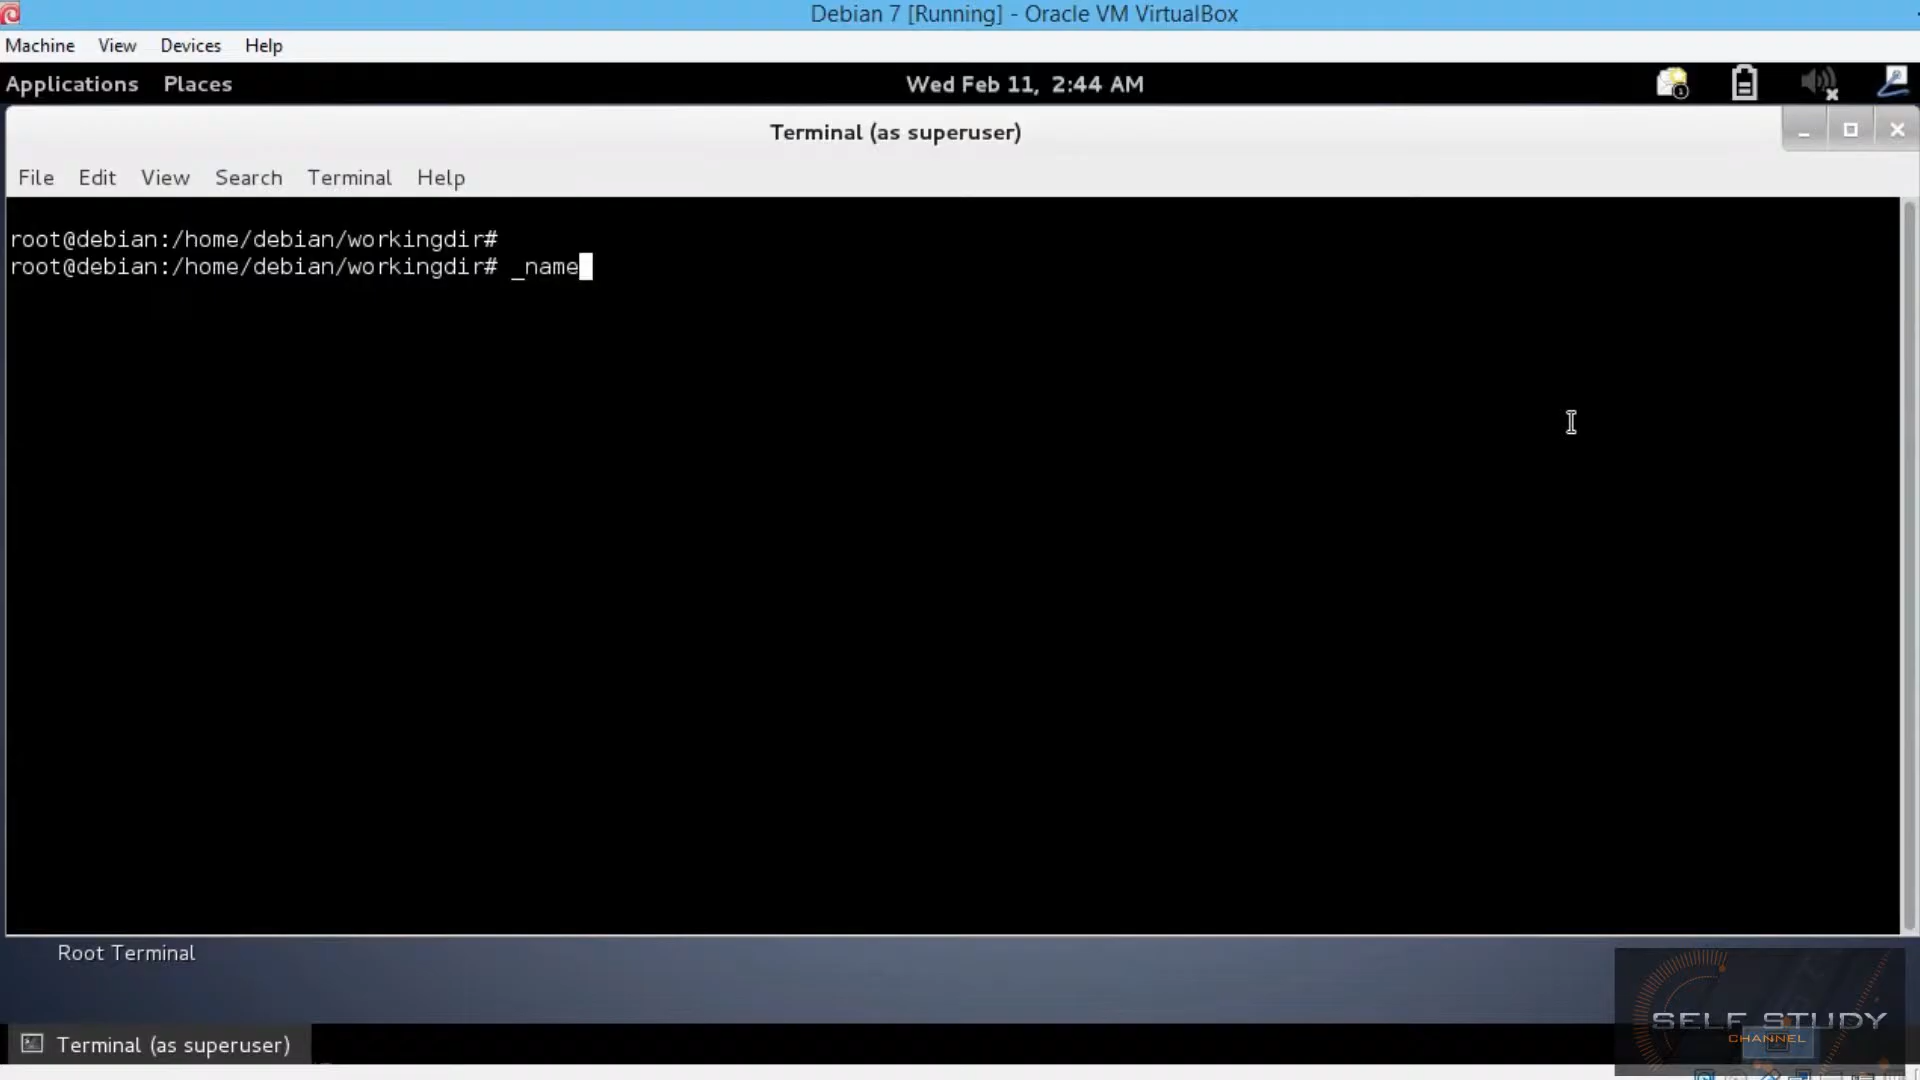 Debian 7 [Running] - Oracle VM VirtualBox
Machine View Devices Help
Applications Places Wed Feb 11, 2:44 AM
Terminal (as superuser)
File Edit View Search Terminal Help
root@debian:/home/debian/workingdir#
root@debian:/home/debian/workingdir# _name
Root Terminal
SELF STUDY
CHANNEL
Terminal (as superuser)